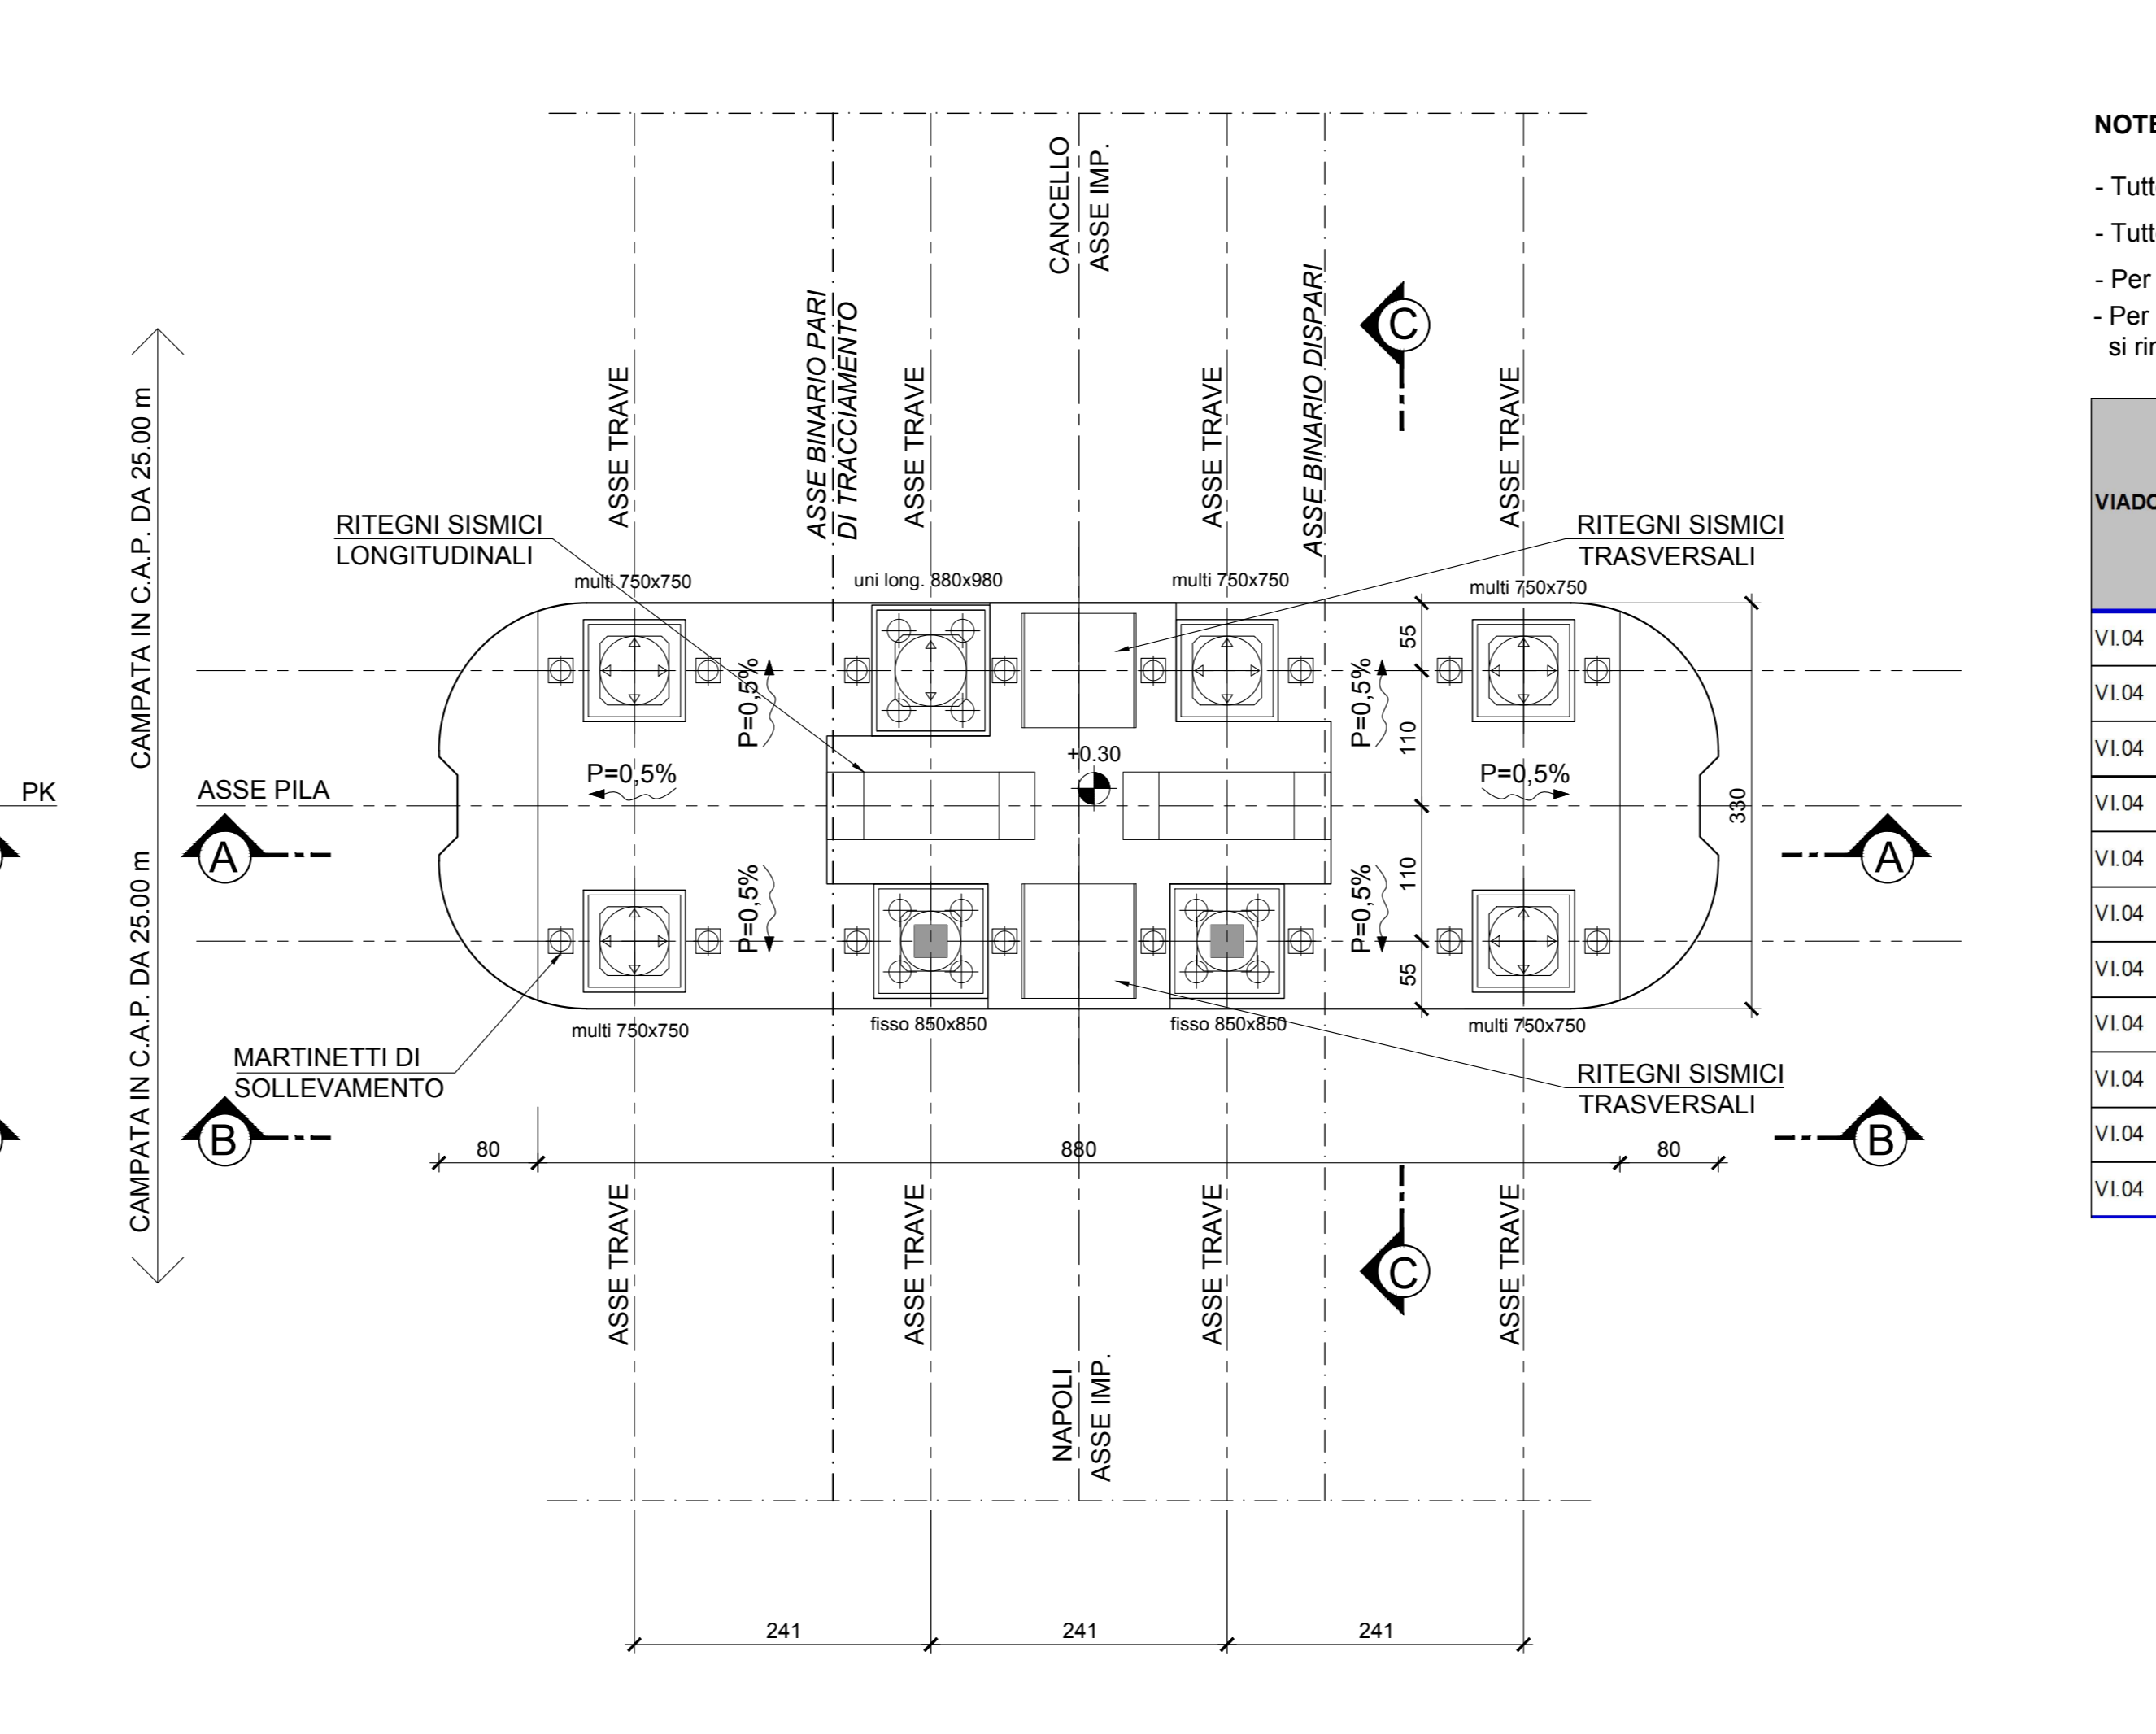 CANCELLO
ASSE IMP.
ASSE BINARIO PARI
DI TRACCIAMENTO
ASSE BINARIO DISPARI
ASSE TRAVE
ASSE TRAVE
ASSE TRAVE
ASSE TRAVE
C
CAMPATA IN C.A.P. DA 25.00 m
RITEGNI SISMICI
LONGITUDINALI
RITEGNI SISMICI
TRASVERSALI
multi 750x750
uni long. 880x980
multi 750x750
multi 750x750
55
P=0,5%
P=0,5%
110
+0.30
P=0,5%
P=0,5%
PK
ASSE PILA
330
A
A
110
P=0,5%
P=0,5%
55
CAMPATA IN C.A.P. DA 25.00 m
multi 750x750
fisso 850x850
fisso 850x850
multi 750x750
MARTINETTI DI
SOLLEVAMENTO
RITEGNI SISMICI
TRASVERSALI
B
B
80
880
80
ASSE TRAVE
ASSE TRAVE
ASSE TRAVE
ASSE TRAVE
C
NAPOLI
ASSE IMP.
241
241
241
NOTE
- Tutt
- Tutt
- Per
- Per
si rin
VIADO
VI.04
VI.04
VI.04
VI.04
VI.04
VI.04
VI.04
VI.04
VI.04
VI.04
VI.04